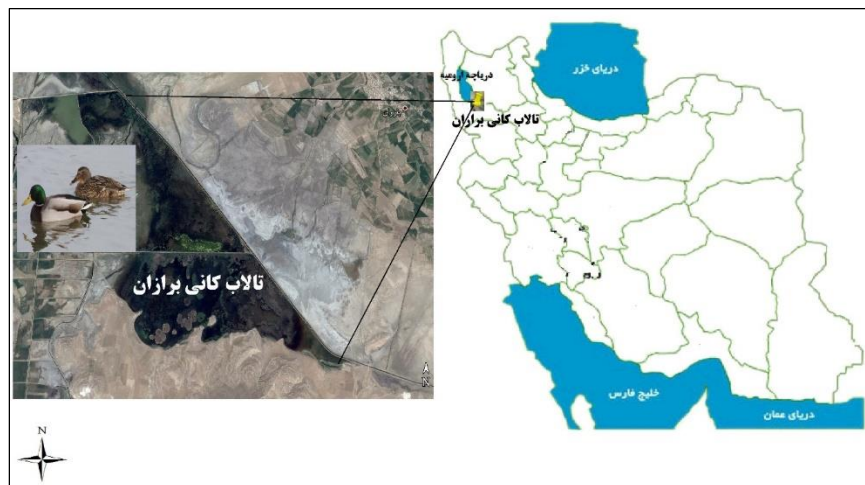 دریای خزر
دریاچه ارومیه
تالاب کانی برازان
تالاب کانی برازان
خلیج فارس
دریای عمان
N
N